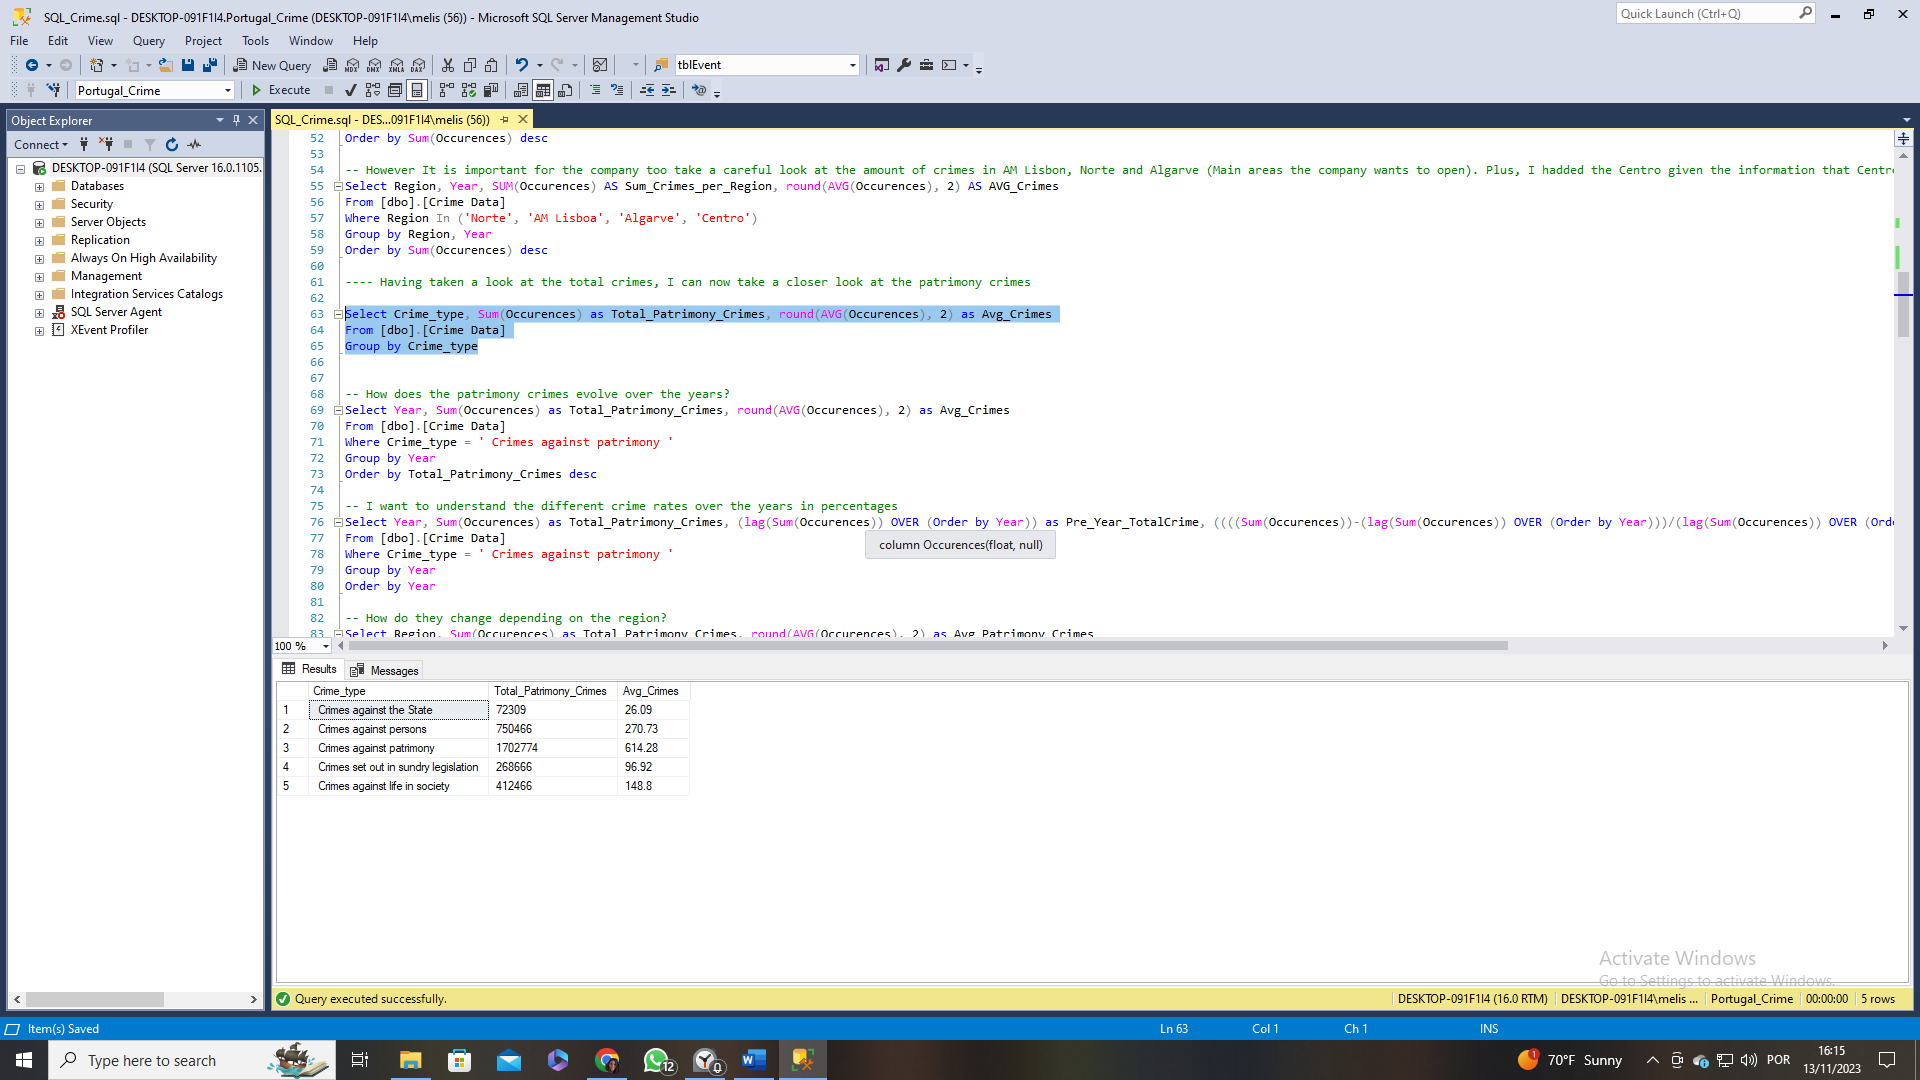 SQL_Crime.sql - DESKTOP-091F1I4.Portugal_Crime (DESKTOP-091F1I4\melis (56)) - Microsoft SQL Server Management Studio
Quick Launch (Ctrl+Q)
File Edit View Query Project Tools Window Help
New Query
MDX DMX XMLA DAX
tblEvent
Portugal_Crime
Execute
Object Explorer
SQL_Crime.sql - DES...091F1I4\melis (56))
Connect
DESKTOP-091F1I4 (SQL Server 16.0.1105.
Databases
Security
Server Objects
Replication
Always On High Availability
Management
Integration Services Catalogs
SQL Server Agent
XEvent Profiler
52 Order by Sum(Occurences) desc
53
54 -- However It is important for the company too take a careful look at the amount of crimes in AM Lisbon, Norte and Algarve (Main areas the company wants to open). Plus, I hadded the Centro given the information that Centr
55 Select Region, Year, SUM(Occurences) AS Sum_Crimes_per_Region, round(AVG(Occurences), 2) AS AVG_Crimes
56 From [dbo].[Crime Data]
57 Where Region In ('Norte', 'AM Lisboa', 'Algarve', 'Centro')
58 Group by Region, Year
59 Order by Sum(Occurences) desc
60
61 ---- Having taken a look at the total crimes, I can now take a closer look at the patrimony crimes
62
63 Select Crime_type, Sum(Occurences) as Total_Patrimony_Crimes, round(AVG(Occurences), 2) as Avg_Crimes
64 From [dbo].[Crime Data]
65 Group by Crime_type
66
67
68 -- How does the patrimony crimes evolve over the years?
69 Select Year, Sum(Occurences) as Total_Patrimony_Crimes, round(AVG(Occurences), 2) as Avg_Crimes
70 From [dbo].[Crime Data]
71 Where Crime_type = ' Crimes against patrimony '
72 Group by Year
73 Order by Total_Patrimony_Crimes desc
74
75 -- I want to understand the different crime rates over the years in percentages
76 Select Year, Sum(Occurences) as Total_Patrimony_Crimes, (lag(Sum(Occurences)) OVER (Order by Year)) as Pre_Year_TotalCrime, ((((Sum(Occurences))-(lag(Sum(Occurences)) OVER (Order by Year)))/(lag(Sum(Occurences)) OVER (Orde
77 From [dbo].[Crime Data]
column Occurences(float, null)
78 Where Crime_type = ' Crimes against patrimony '
79 Group by Year
80 Order by Year
81
82 -- How do they change depending on the region?
83 Select Region, Sum(Occurences) as Total_Patrimony_Crimes, round(AVG(Occurences), 2) as Avg_Patrimony_Crimes
100 %
Results Messages
Crime_type Total_Patrimony_Crimes Avg_Crimes
1 Crimes against the State 72309 26.09
2 Crimes against persons 750466 270.73
3 Crimes against patrimony 1702774 614.28
4 Crimes set out in sundry legislation 268666 96.92
5 Crimes against life in society 412466 148.8
Activate Windows
Go to Settings to activate Windows.
Query executed successfully.
DESKTOP-091F1I4 (16.0 RTM) DESKTOP-091F1I4\melis ... Portugal_Crime 00:00:00 5 rows
Item(s) Saved
Ln 63 Col 1 Ch 1 INS
Type here to search
12
0
1
70°F Sunny
POR
16:15
13/11/2023